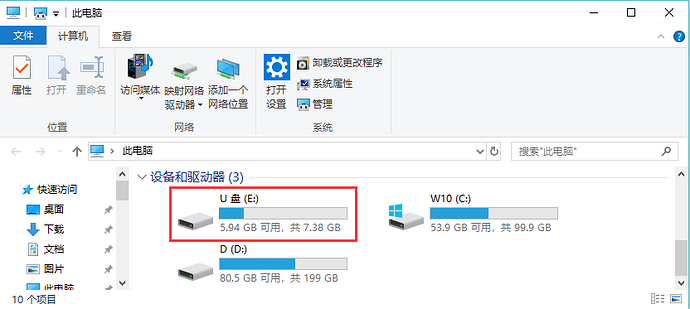 此电脑
文件 计算机 查看
属性 打开 重命名 访问媒体 映射网络驱动器 添加一个网络位置 打开设置 卸载或更改程序
系统属性
管理
位置 网络 系统
此电脑 搜索"此电脑"
设备和驱动器 (3)
快速访问
桌面
下载
文档
图片
此电脑
U 盘 (E:)
5.94 GB 可用，共 7.38 GB
W10 (C:)
53.9 GB 可用，共 99.9 GB
D (D:)
80.5 GB 可用，共 199 GB
10 个项目